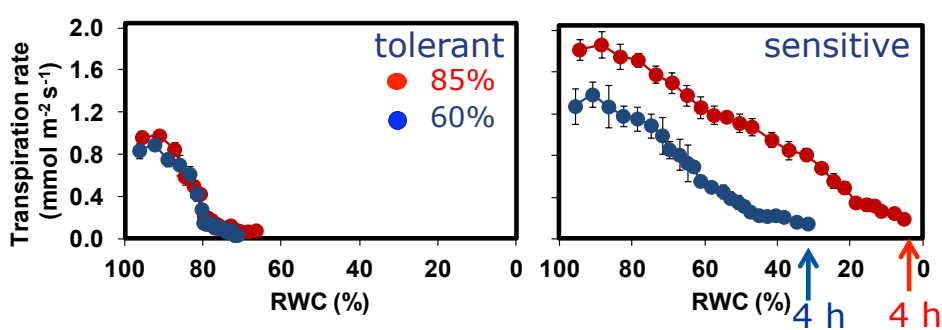 Transpiration rate
(mmol m-2 s-1)
2.0
1.6
1.2
0.8
0.4
0.0
tolerant
85%
60%
100 80 60 40 20 0
RWC (%)
sensitive
100 80 60 40 20 0
RWC (%)
4 h
4 h